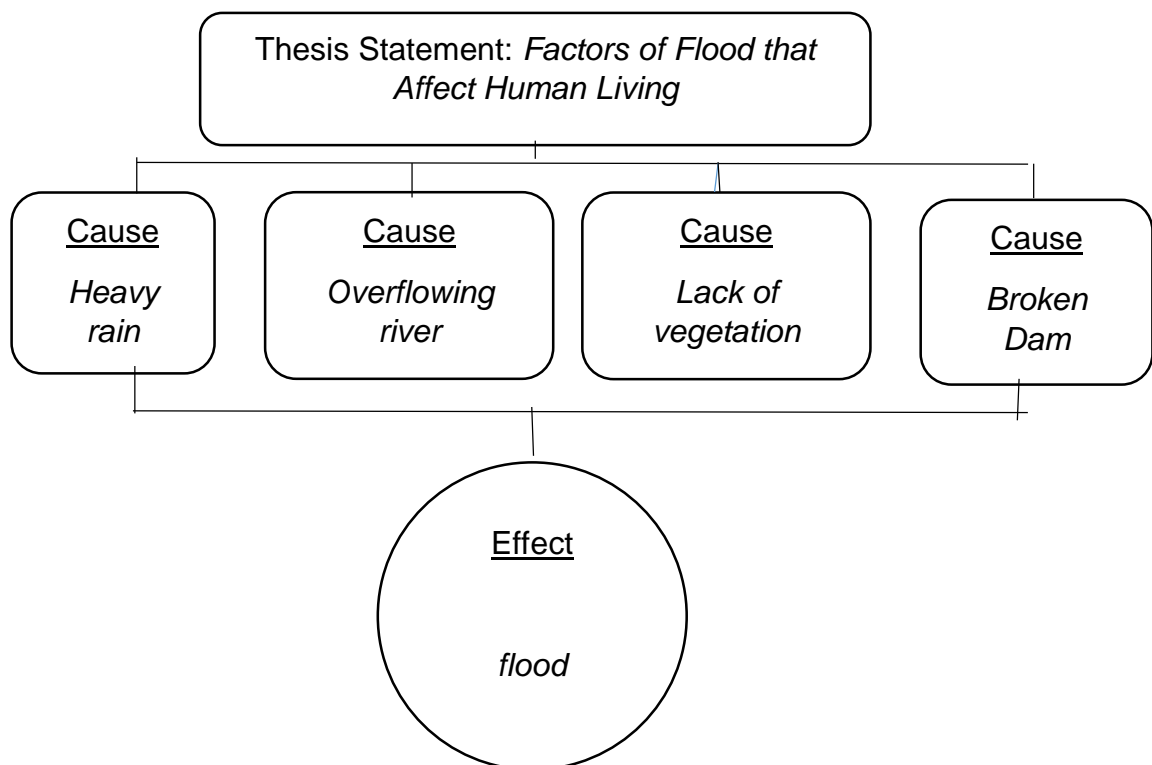 Thesis Statement: Factors of Flood that
Affect Human Living
Cause
Heavy
rain
Cause
Overflowing
river
Cause
Lack of
vegetation
Cause
Broken
Dam
Effect
flood